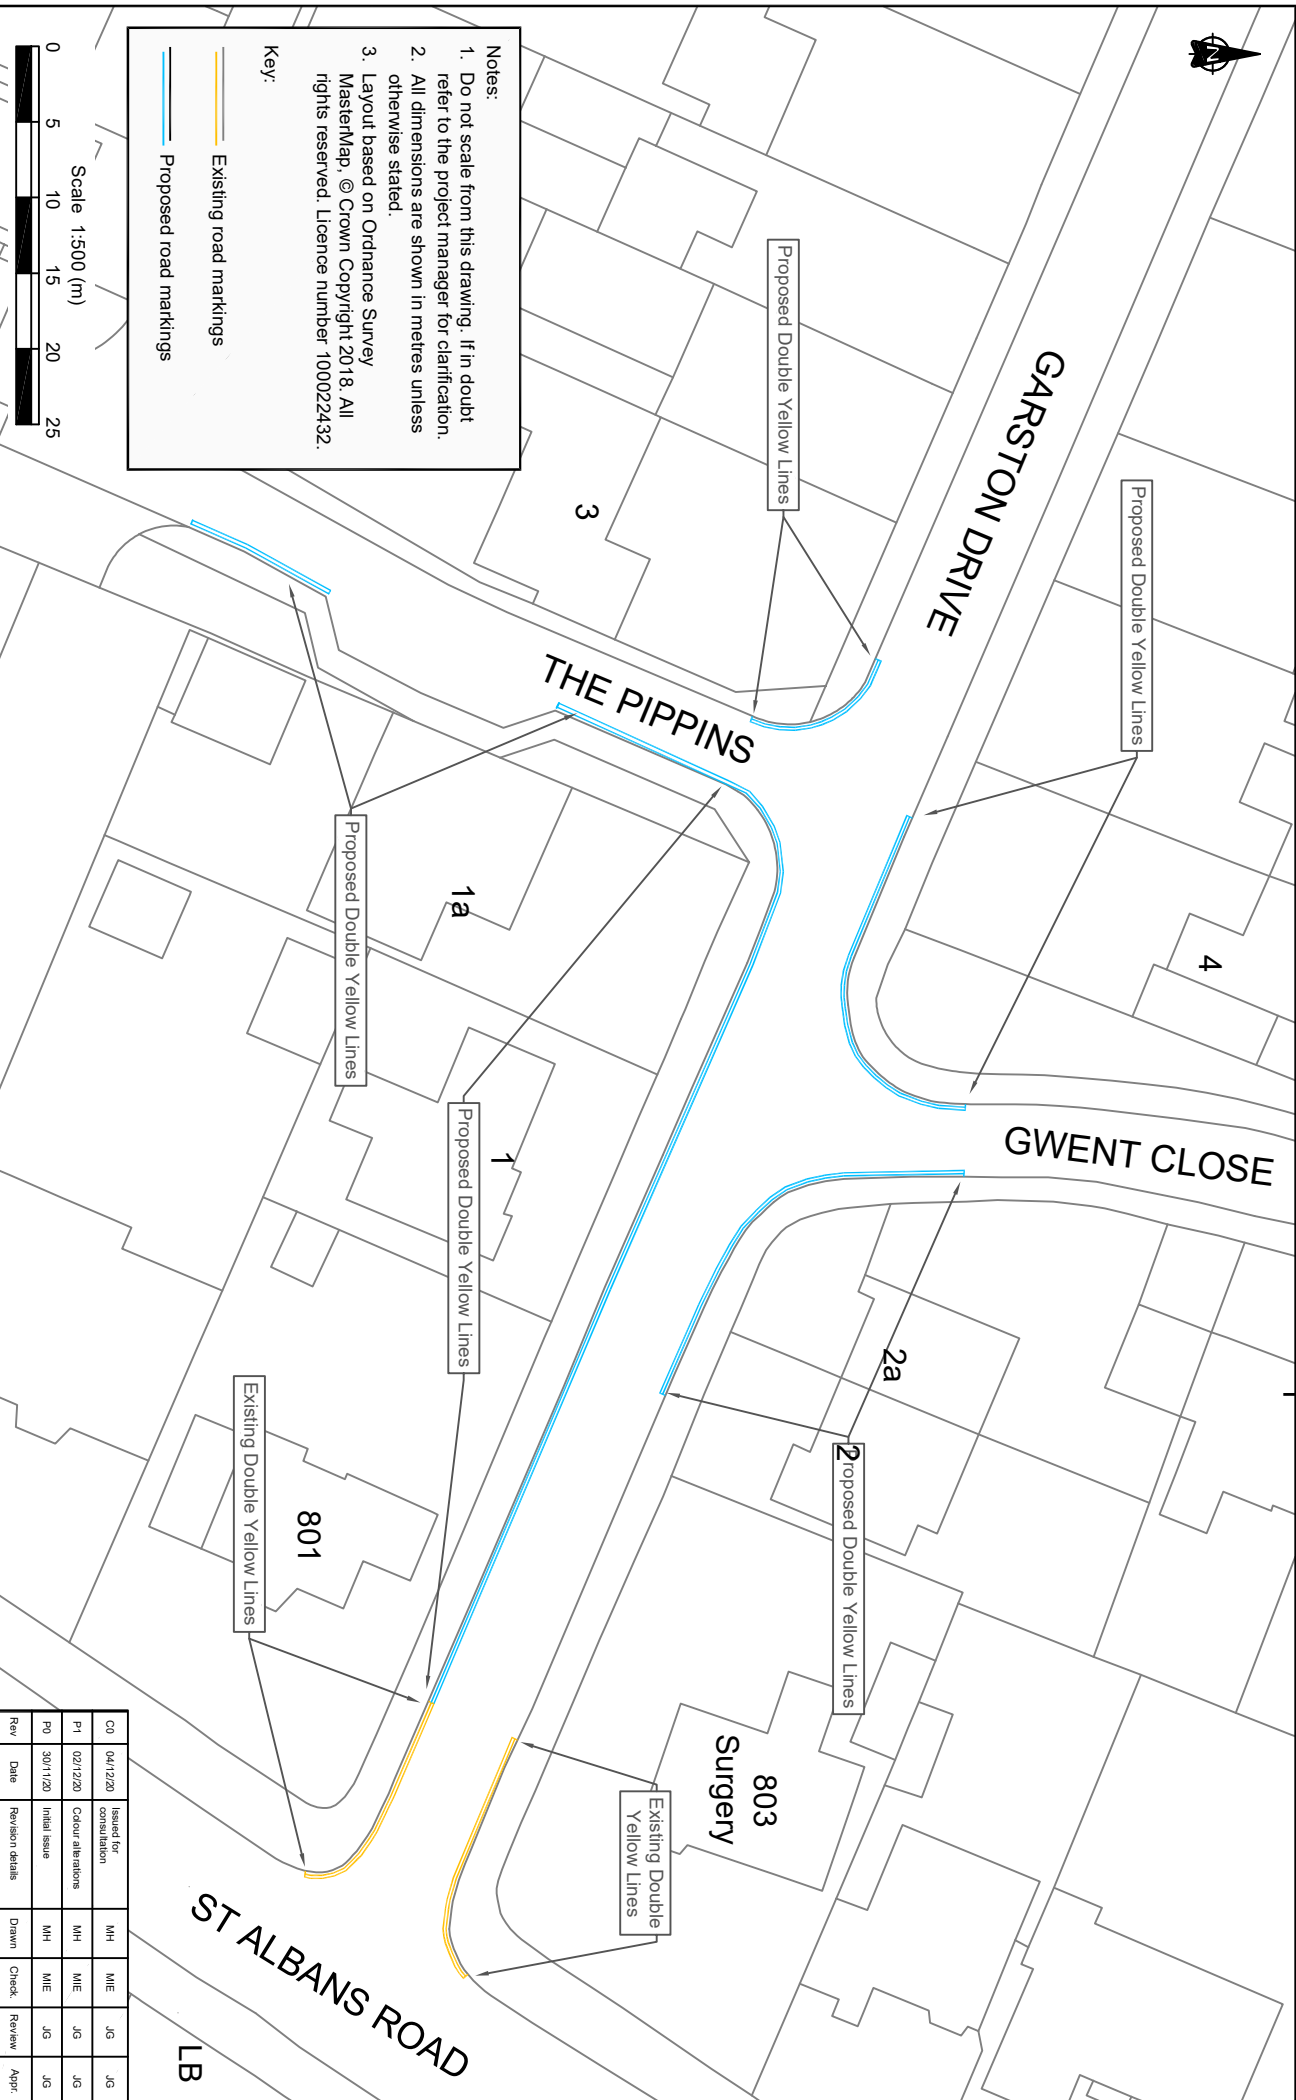 N
GARSTON DRIVE
THE PIPPINS
GWENT CLOSE
ST ALBANS ROAD
LB
Proposed Double Yellow Lines
Proposed Double Yellow Lines
Proposed Double Yellow Lines
Proposed Double Yellow Lines
Proposed Double Yellow Lines
Existing Double Yellow Lines
Existing Double
Yellow Lines
4
3
1a
1
2a
2
801
803
Surgery
Notes:
1. Do not scale from this drawing. If in doubt
refer to the project manager for clarification.
2. All dimensions are shown in metres unless
otherwise stated.
3. Layout based on Ordnance Survey
MasterMap, © Crown Copyright 2018. All
rights reserved. Licence number 100022432.
Key:
Existing road markings
Proposed road markings
Scale 1:500 (m)
0 5 10 15 20 25
C0 04/12/20 Issued for consultation MH MIE JG JG
P1 02/12/20 Colour alterations MH MIE JG JG
P0 30/11/20 Initial issue MH MIE JG JG
Rev Date Revision details Drawn Check. Review Appr.